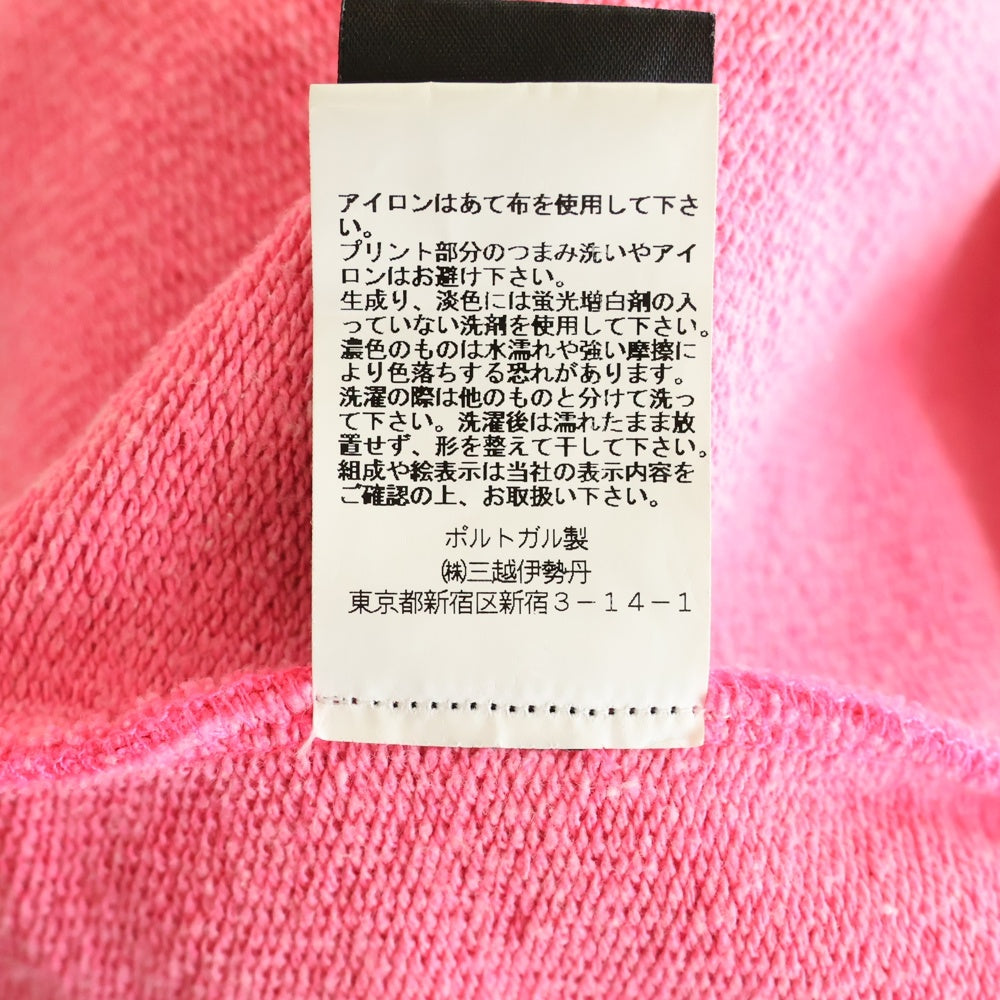 アイロンはあて布を使用して下さ
い。
プリント部分のつまみ洗いやアイ
ロンはお避け下さい。
生成り、淡色には蛍光増白剤の入
っていない洗剤を使用して下さい。
濃色のものは水濡れや強い摩擦に
より色落ちする恐れがあります。
洗濯の際は他のものと分けて洗っ
て下さい。洗濯後は濡れたまま放
置せず、形を整えて干して下さい。
組成や絵表示は当社の表示内容を
ご確認の上、お取扱い下さい。
ポルトガル製
㈱三越伊勢丹
東京都新宿区新宿３－１４－１